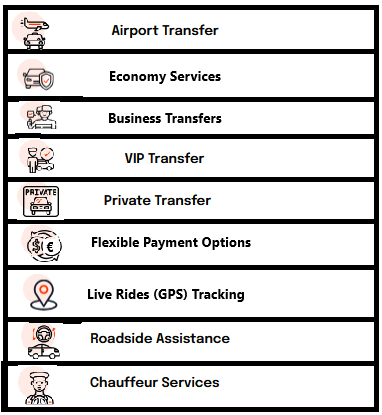 Airport Transfer
Economy Services
Business Transfers
VIP Transfer
PRIVATE
Private Transfer
Flexible Payment Options
Live Rides (GPS) Tracking
Roadside Assistance
Chauffeur Services